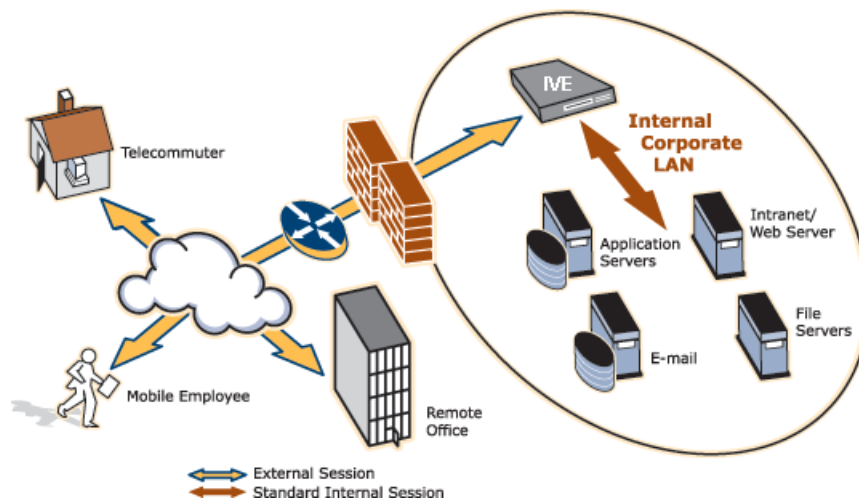 IVE
Internal
Corporate
LAN
Telecommuter
Intranet/
Web Server
Application
Servers
File
Servers
E-mail
Mobile Employee
Remote
Office
External Session
Standard Internal Session